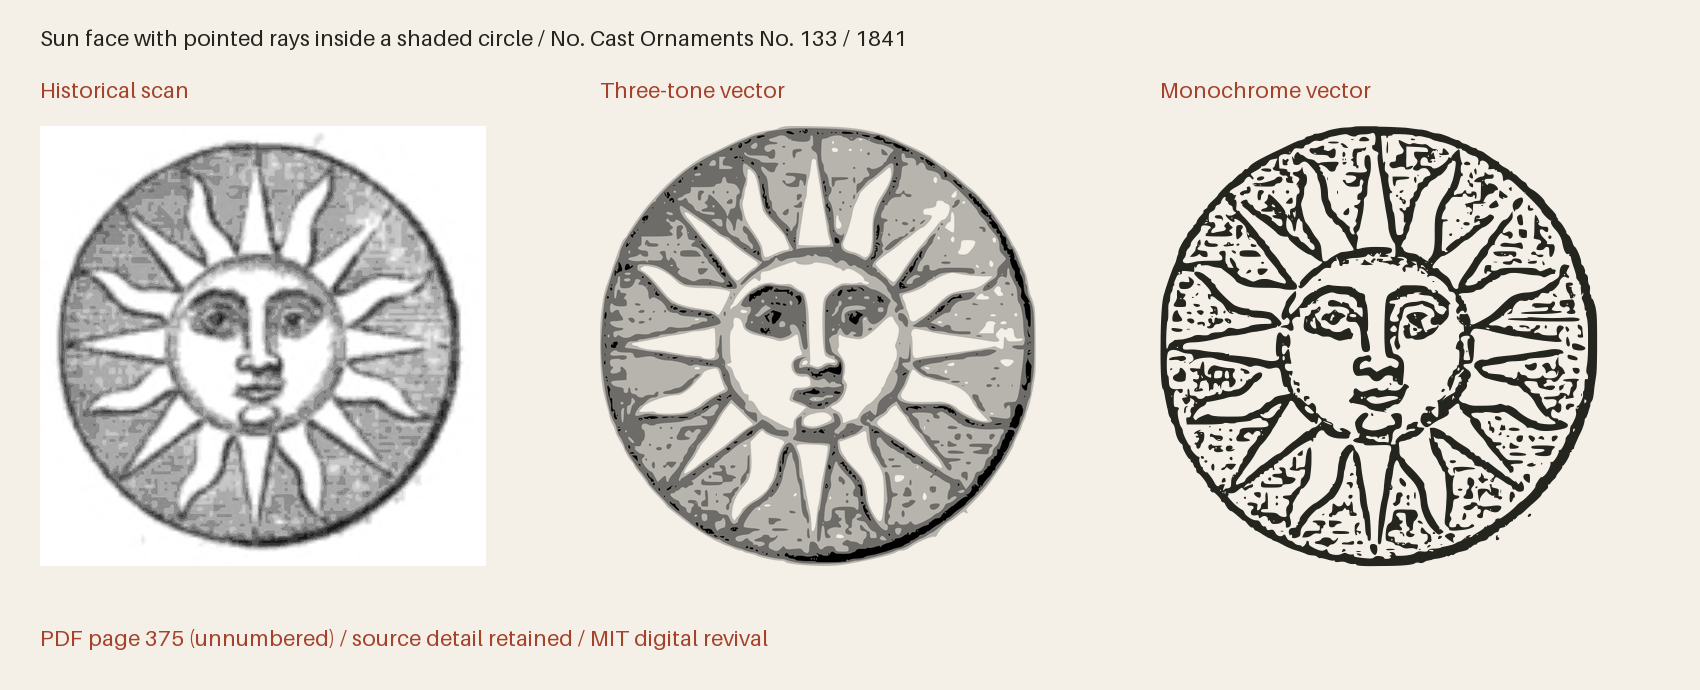 Sun face with pointed rays inside a shaded circle / No. Cast Ornaments No. 133 / 1841
Historical scan
Three-tone vector
Monochrome vector
PDF page 375 (unnumbered) / source detail retained / MIT digital revival